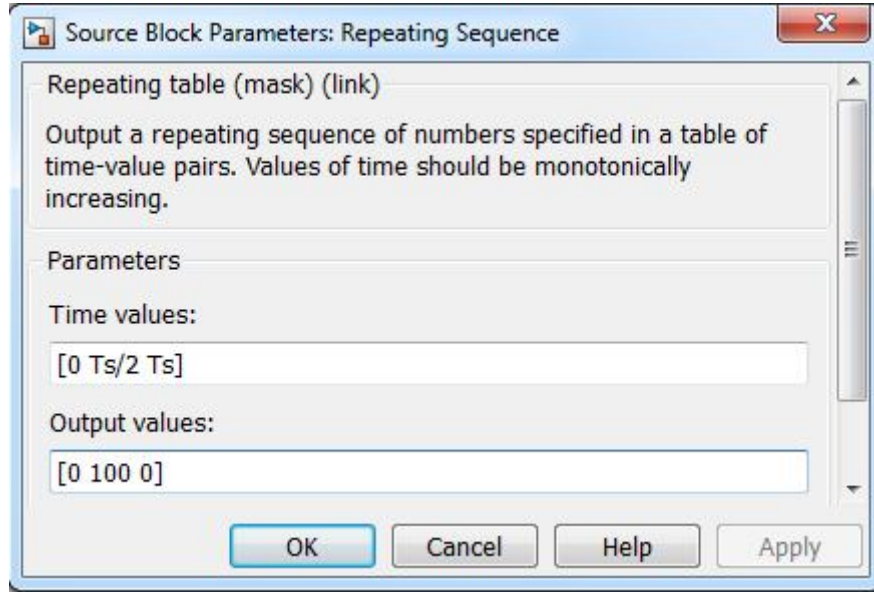 Source Block Parameters: Repeating Sequence
Repeating table (mask) (link)
Output a repeating sequence of numbers specified in a table of
time-value pairs. Values of time should be monotonically
increasing.
Parameters
Time values:
[0 Ts/2 Ts]
Output values:
[0 100 0]
OK Cancel Help Apply